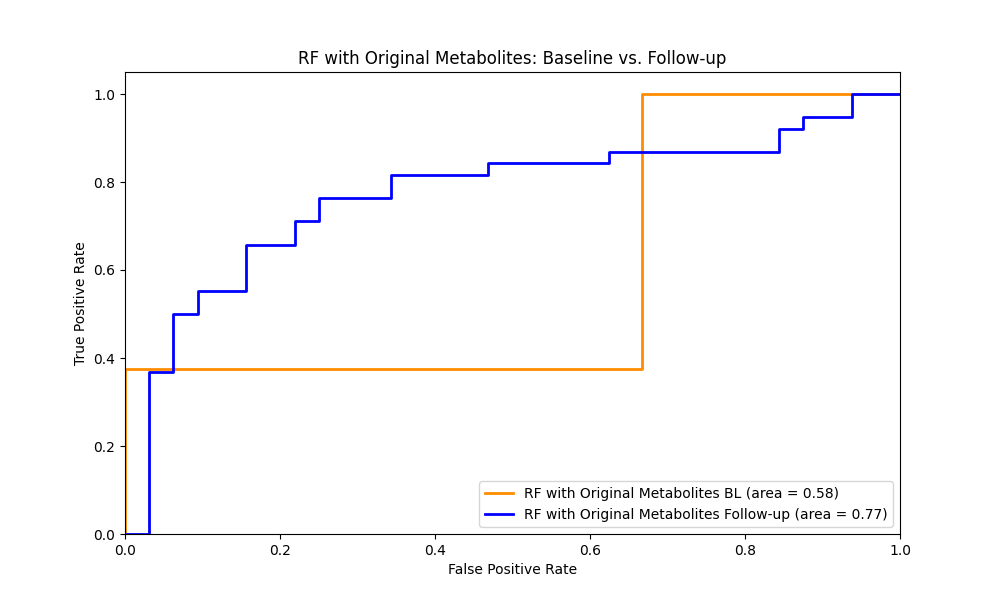 RF with Original Metabolites: Baseline vs. Follow-up
1.0
0.8
0.6
0.4
0.2
0.0
True Positive Rate
RF with Original Metabolites BL (area = 0.58)
RF with Original Metabolites Follow-up (area = 0.77)
0.0 0.2 0.4 0.6 0.8 1.0
False Positive Rate